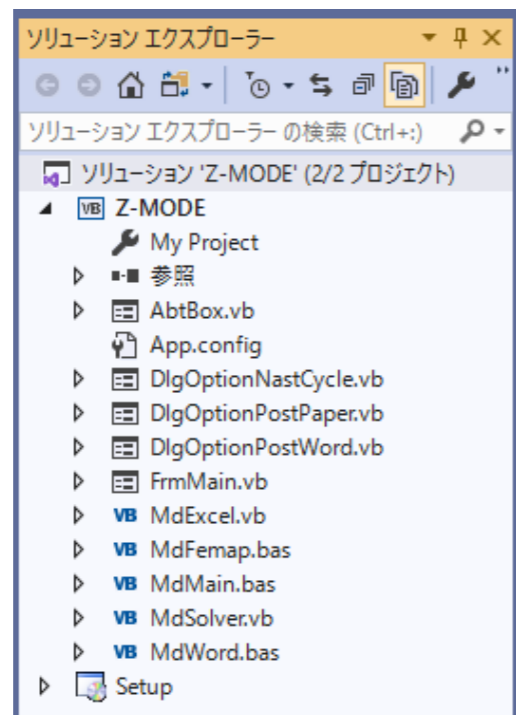 ソリューション エクスプローラー
ソリューション エクスプローラー の検索 (Ctrl+:)
ソリューション 'Z-MODE' (2/2 プロジェクト)
Z-MODE
My Project
参照
AbtBox.vb
App.config
DlgOptionNastCycle.vb
DlgOptionPostPaper.vb
DlgOptionPostWord.vb
FrmMain.vb
MdExcel.vb
MdFemap.bas
MdMain.bas
MdSolver.vb
MdWord.bas
Setup